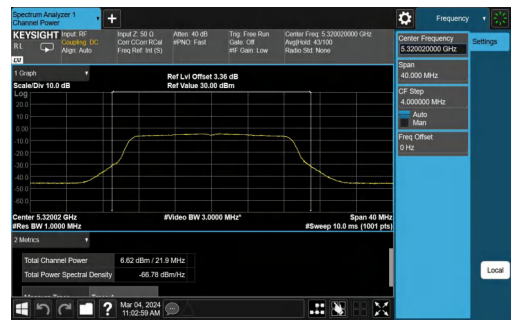 Spectrum Analyzer 1
Channel Power
Frequency
KEYSIGHT
RL
Input: RF
Coupling: DC
Align: Auto
Input Z: 50 Ω
Corr CCorr RCal
Freq Ref: Int (S)
Atten: 40 dB
#PNO: Fast
Trig: Free Run
Gate: Off
#IF Gain: Low
Center Freq: 5.320020000 GHz
Avg|Hold: 43/100
Radio Std: None
LV
1 Graph
Scale/Div 10.0 dB
Ref Lvl Offset 3.36 dB
Ref Value 30.00 dBm
Log
20.0
10.0
0.00
-10.0
-20.0
-30.0
-40.0
-50.0
-60.0
Center 5.32002 GHz
#Video BW 3.0000 MHz*
Span 40 MHz
#Res BW 1.0000 MHz
#Sweep 10.0 ms (1001 pts)
2 Metrics
Total Channel Power 6.62 dBm / 21.9 MHz
Total Power Spectral Density -66.78 dBm/Hz
Mar 04, 2024
11:02:59 AM
Center Frequency
5.320020000 GHz
Span
40.000 MHz
CF Step
4.000000 MHz
Auto
Man
Freq Offset
0 Hz
Settings
Local